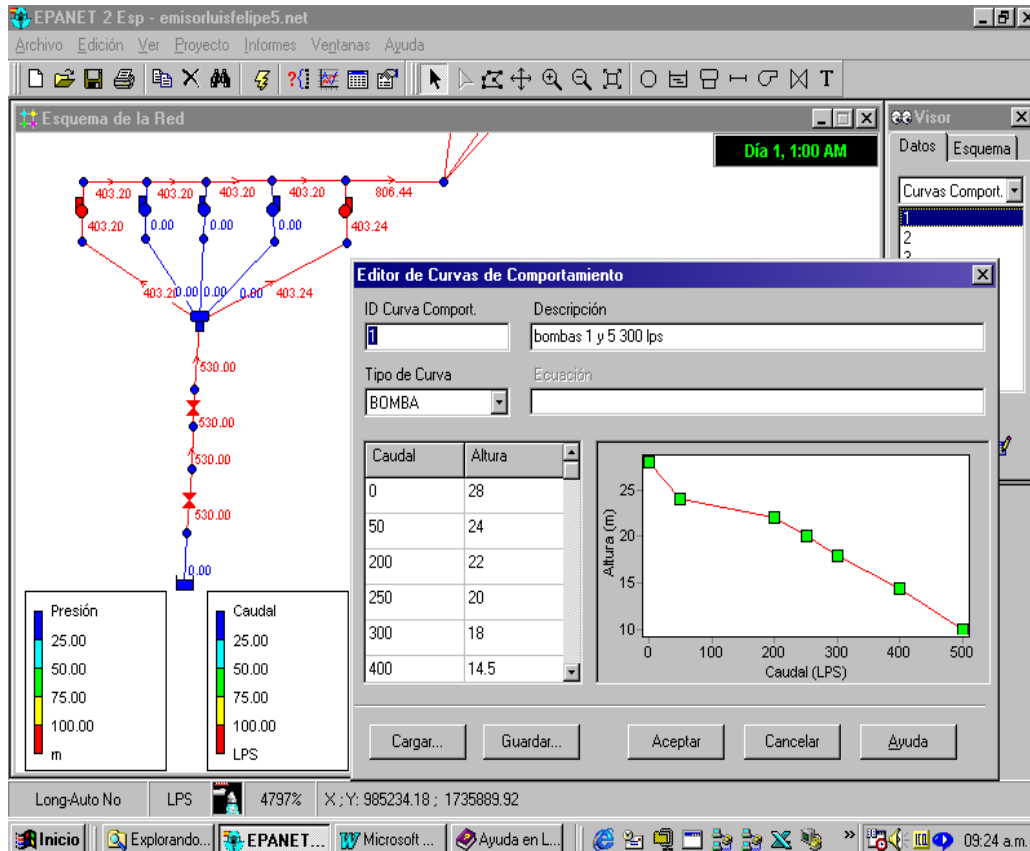 EPANET 2 Esp - emisorluisfelipe5.net
Archivo Edición Ver Proyecto Informes Ventanas Ayuda
T
Esquema de la Red
Día 1, 1:00 AM
403.20 403.20 403.20 403.20 806.44
403.20 0.00 0.00 0.00 403.24
403.20 0.00 0.00 0.00 403.24
530.00
530.00
530.00
530.00
0.00
Presión
25.00
50.00
75.00
100.00
m
Caudal
25.00
50.00
75.00
100.00
LPS
Visor
Datos Esquema
Curvas Comport.
1
2
3
Editor de Curvas de Comportamiento
ID Curva Comport. Descripción
1 bombas 1 y 5 300 lps
Tipo de Curva Ecuación
BOMBA
Caudal Altura
0 28
50 24
200 22
250 20
300 18
400 14.5
Altura (m)
25
20
15
10
0 100 200 300 400 500
Caudal (LPS)
Cargar... Guardar... Aceptar Cancelar Ayuda
Long-Auto No LPS 4797% X ; Y: 985234.18 ; 1735889.92
Inicio Explorando... EPANET... Microsoft ... Ayuda en L... » 09:24 a.m.